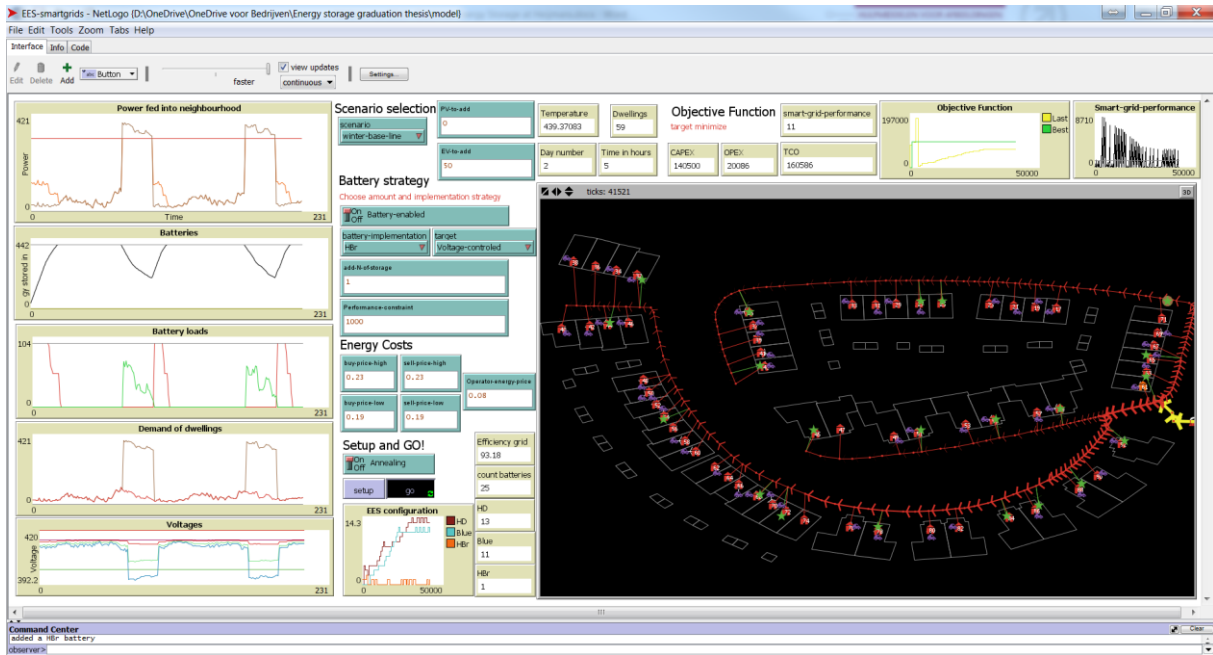 EES-smartgrids - NetLogo {D:\OneDrive\OneDrive voor Bedrijven\Energy storage graduation thesis\model}
File Edit Tools Zoom Tabs Help
Interface Info Code
Edit Delete Add Button faster view updates continuous Settings...
Power fed into neighbourhood
421
Power
0
0 Time 231
Batteries
442
gy stored in
0
0 231
Battery loads
104
0
0 231
Demand of dwellings
421
0
0 231
Voltages
420
Voltage
392.2
0 231
Scenario selection
scenario
winter-base-line
PV-to-add
0
EV-to-add
50
Battery strategy
Choose amount and implementation strategy
On
Off Battery-enabled
battery-implementation
HBr
target
Voltage-controled
add-N-of-storage
1
Performance-constraint
1000
Energy Costs
buy-price-high
0.23
sell-price-high
0.23
Operator-energy-price
0.08
buy-price-low
0.19
sell-price-low
0.19
Setup and GO!
On
Off Annealing
setup go
EES configuration
14.3
0
0 50000
HD
Blue
HBr
Efficiency grid
93.18
count batteries
25
HD
13
Blue
11
HBr
1
Temperature
439.37083
Dwellings
59
Day number
2
Time in hours
5
Objective Function
target minimize
smart-grid-performance
11
CAPEX
140500
OPEX
20086
TCO
160586
Objective Function
197000
0
0 50000
Last
Best
Smart-grid-performance
8710
0
0 50000
ticks: 41521 3D
Command Center Clear
added a HBr battery
observer>